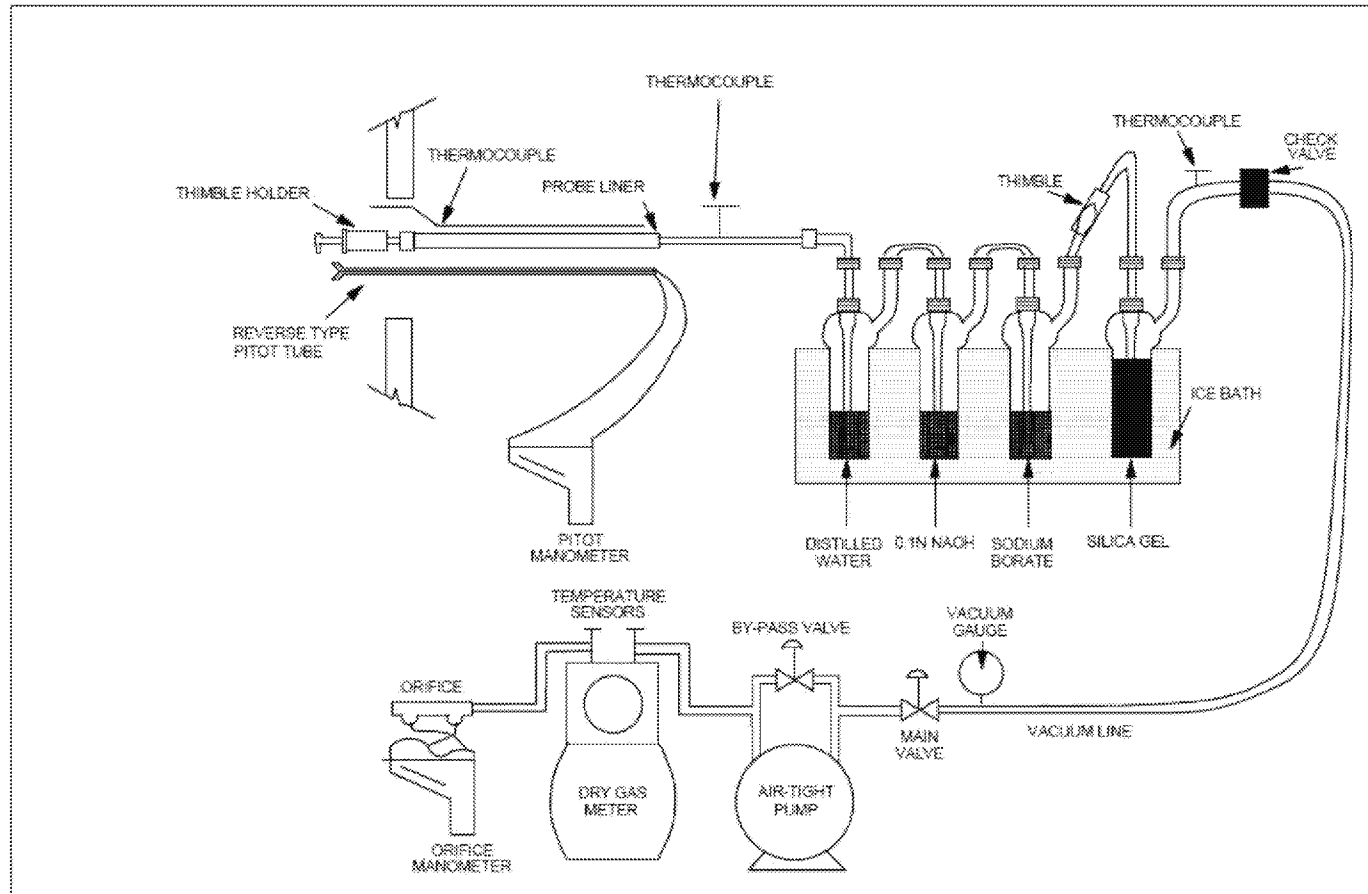 THERMOCOUPLE
THERMOCOUPLE
CHECK
VALVE
THERMOCOUPLE
THIMBLE
THIMBLE HOLDER
PROBE LINER
REVERSE TYPE
PITOT TUBE
ICE BATH
PITOT
MANOMETER
DISTILLED
WATER
0.1N NAOH
SODIUM
BORATE
SILICA GEL
TEMPERATURE
SENSORS
BY-PASS VALVE
VACUUM
GAUGE
ORIFICE
MAIN
VALVE
VACUUM LINE
DRY GAS
METER
AIR-TIGHT
PUMP
ORIFICE
MANOMETER